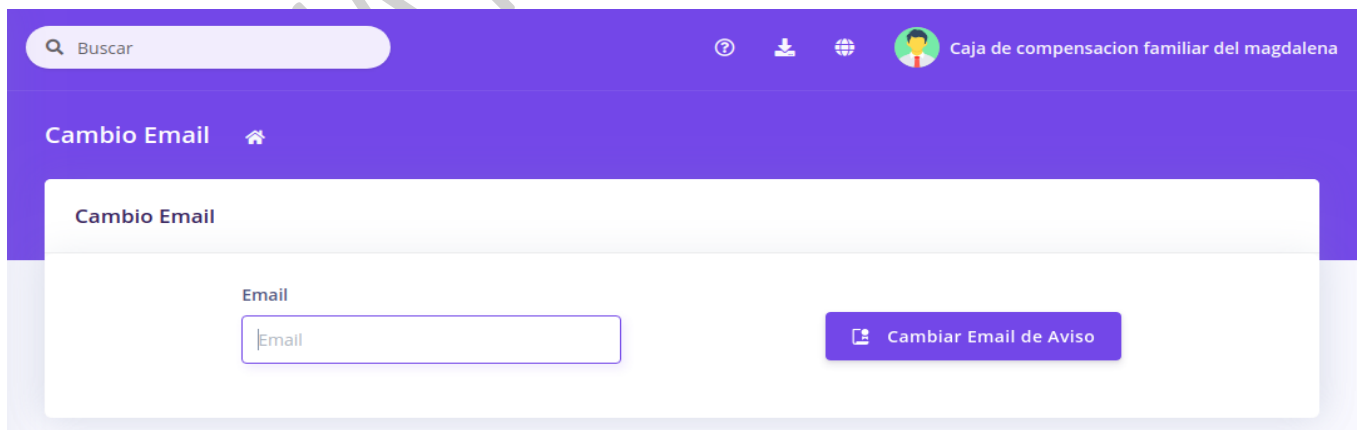 Buscar
Caja de compensacion familiar del magdalena
Cambio Email
Cambio Email
Email
Email
Cambiar Email de Aviso